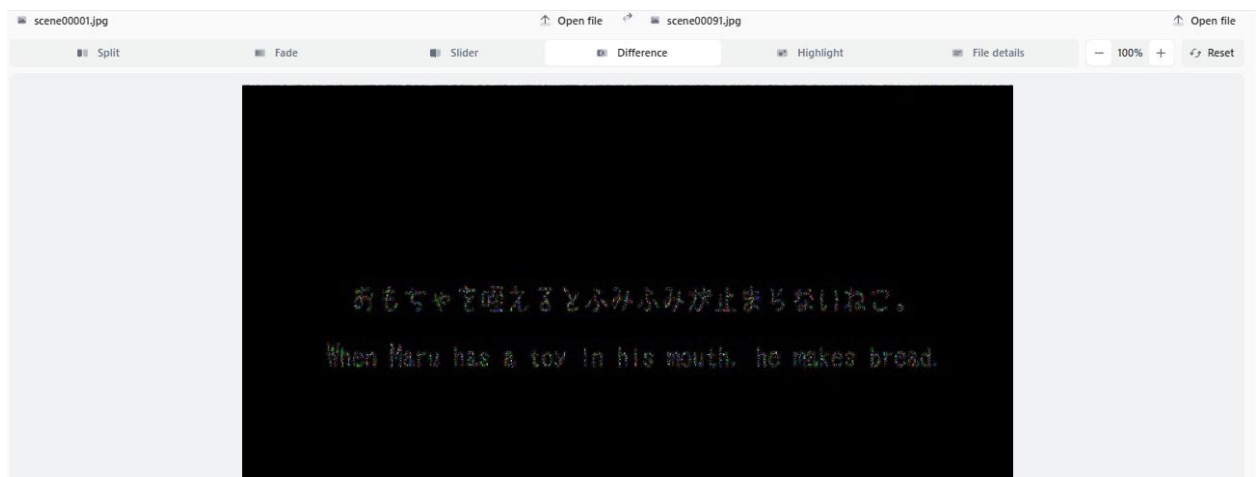 scene00001.jpg Open file scene00091.jpg Open file
Split Fade Slider Difference Highlight File details − 100% + Reset
おもちゃを咥えるとふみふみが止まらないねこ。
When Maru has a toy in his mouth, he makes bread.